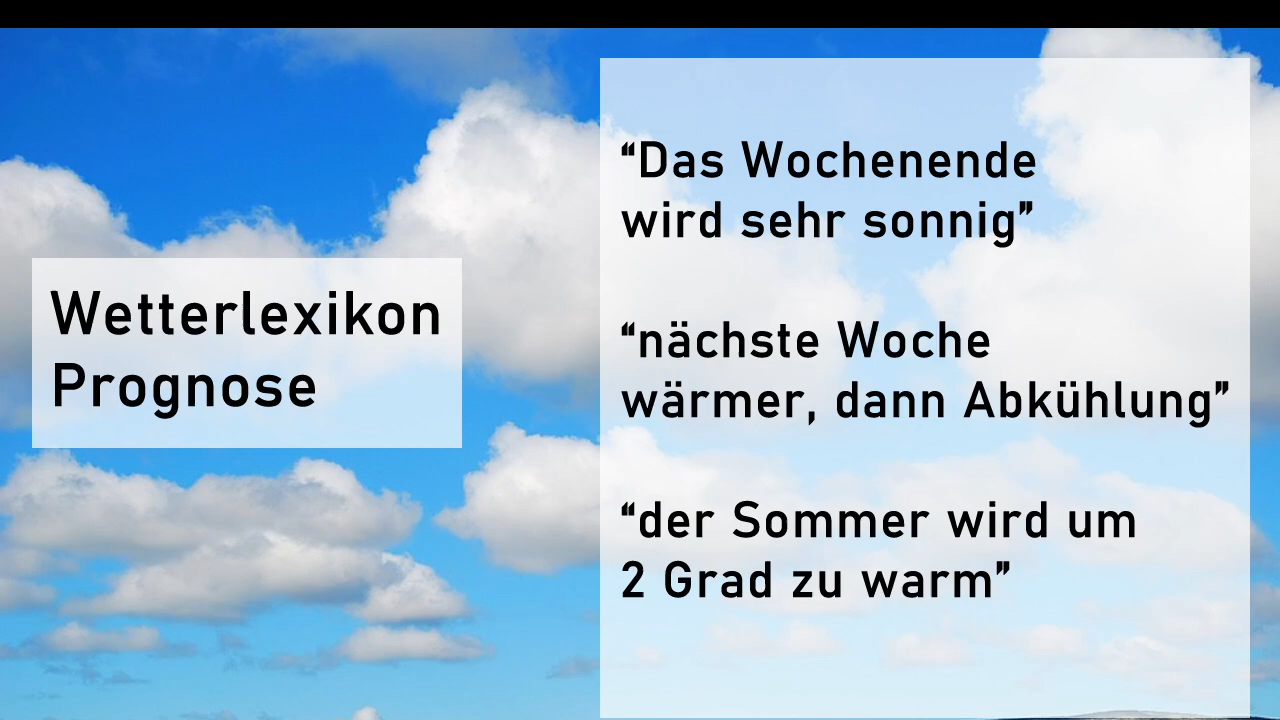 Wetterlexikon
Prognose
“Das Wochenende
wird sehr sonnig”
“nächste Woche
wärmer, dann Abkühlung”
“der Sommer wird um
2 Grad zu warm”